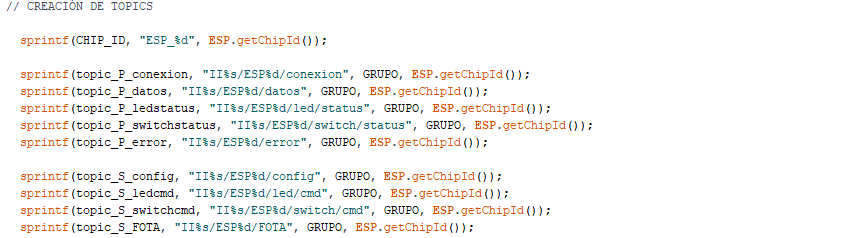 // CREACIÓN DE TOPICS
sprintf(CHIP_ID, "ESP_%d", ESP.getChipId());
sprintf(topic_P_conexion, "II%s/ESP%d/conexion", GRUPO, ESP.getChipId());
sprintf(topic_P_datos, "II%s/ESP%d/datos", GRUPO, ESP.getChipId());
sprintf(topic_P_ledstatus, "II%s/ESP%d/led/status", GRUPO, ESP.getChipId());
sprintf(topic_P_switchstatus, "II%s/ESP%d/switch/status", GRUPO, ESP.getChipId());
sprintf(topic_P_error, "II%s/ESP%d/error", GRUPO, ESP.getChipId());
sprintf(topic_S_config, "II%s/ESP%d/config", GRUPO, ESP.getChipId());
sprintf(topic_S_ledcmd, "II%s/ESP%d/led/cmd", GRUPO, ESP.getChipId());
sprintf(topic_S_switchcmd, "II%s/ESP%d/switch/cmd", GRUPO, ESP.getChipId());
sprintf(topic_S_FOTA, "II%s/ESP%d/FOTA", GRUPO, ESP.getChipId());